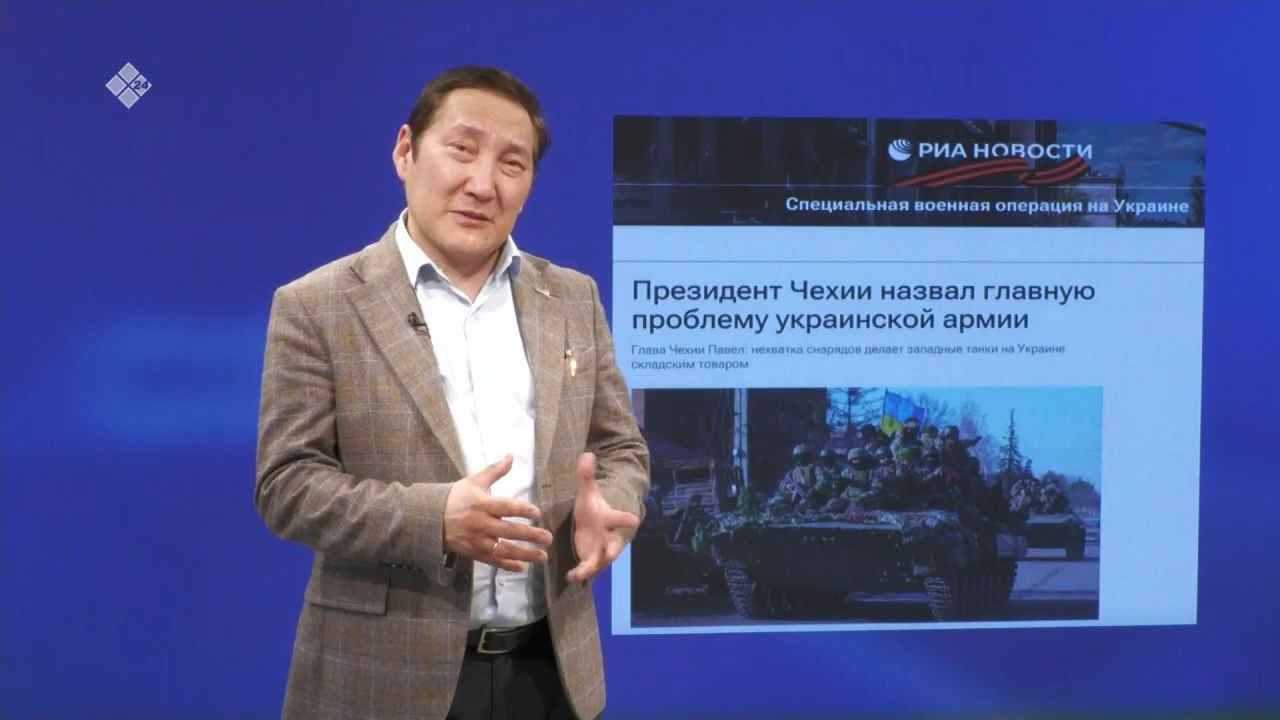 24
РИА НОВОСТИ
Специальная военная операция на Украине
Президент Чехии назвал главную
проблему украинской армии
Глава Чехии Павел: нехватка снарядов делает западные танки на Украине
складским товаром